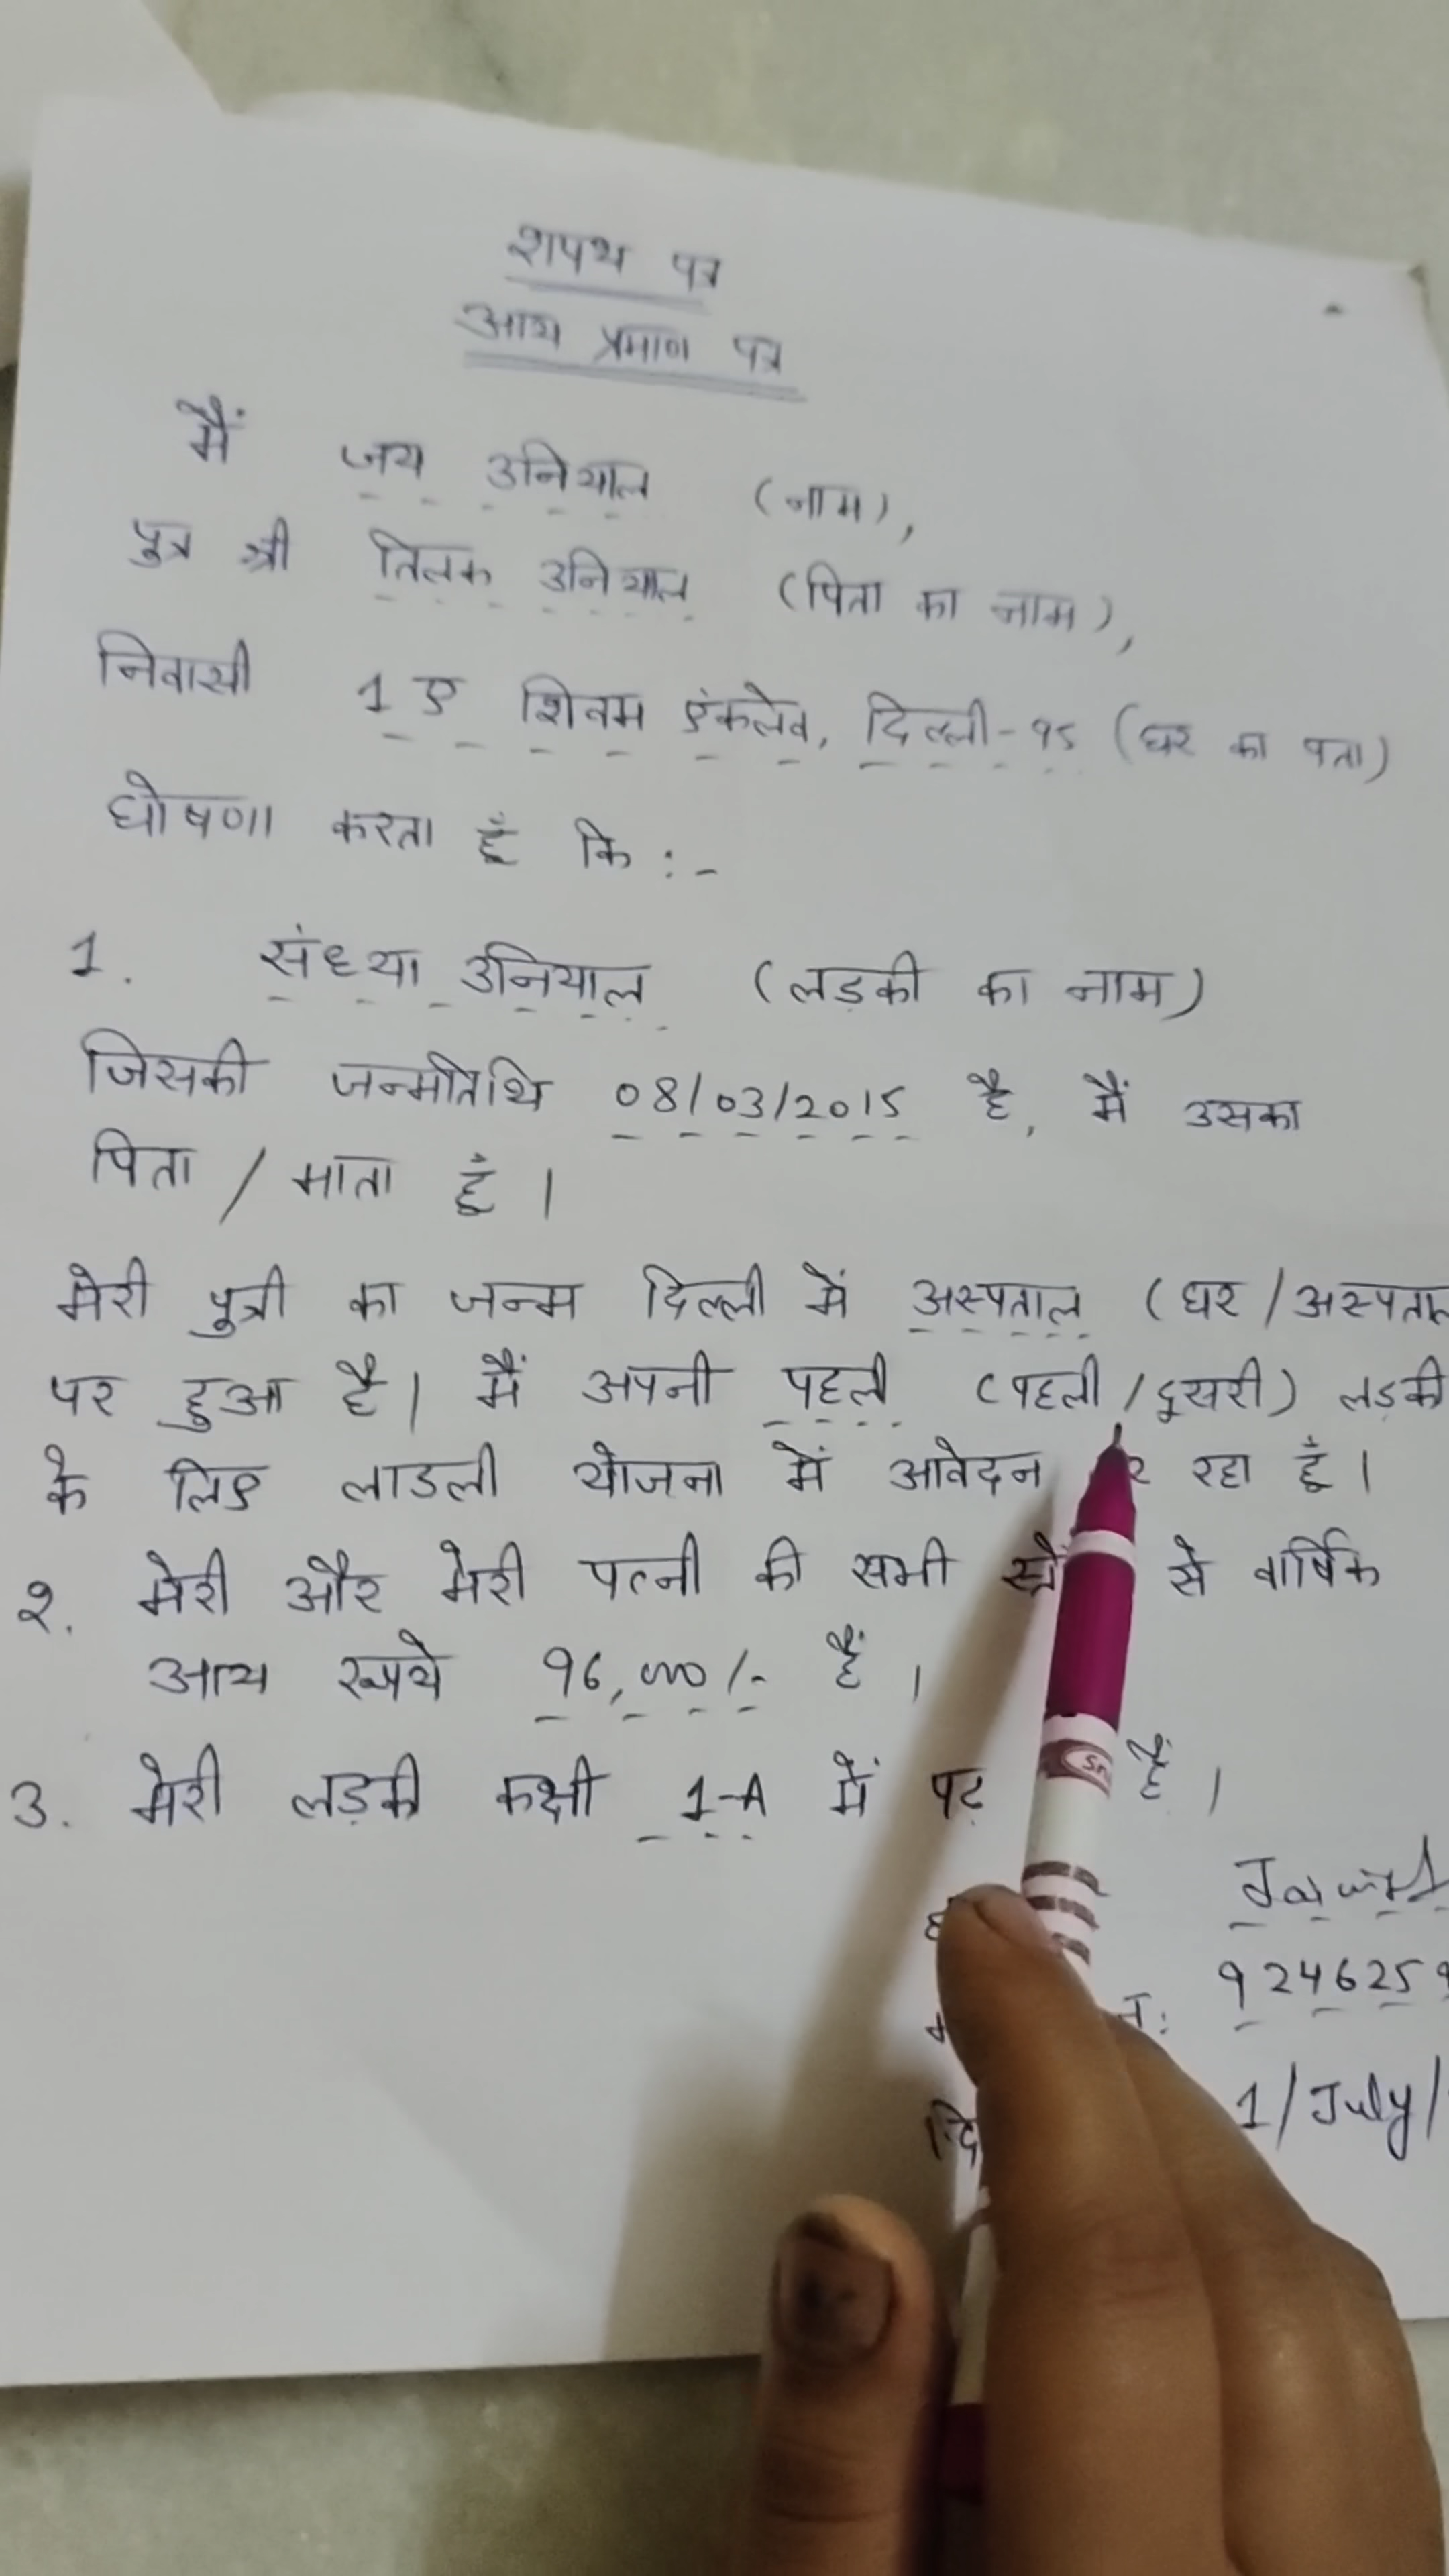 शपथ पत्र
आय प्रमाण पत्र
मैं जय उनियाल (नाम),
पुत्र श्री तिलक उनियाल (पिता का नाम),
निवासी 1 ए शिवम एंकलेव, दिल्ली-95 (घर का पता)
घोषणा करता हूँ कि :-
1. संध्या उनियाल (लड़की का नाम)
जिसकी जन्मतिथि 08/03/2015 है, मैं उसका
पिता / माता हूँ ।
मेरी पुत्री का जन्म दिल्ली में अस्पताल (घर / अस्पताल
पर हुआ है । मैं अपनी पहली (पहली / दूसरी) लड़की
के लिए लाडली योजना में आवेदन रहा हूँ ।
2. मेरी और मेरी पत्नी की सभी से वार्षिक
आय रूपये 96,000/- हैं ।
3. मेरी लड़की कक्षी 1-A में पढ़ हैं ।
9246259
1/July/